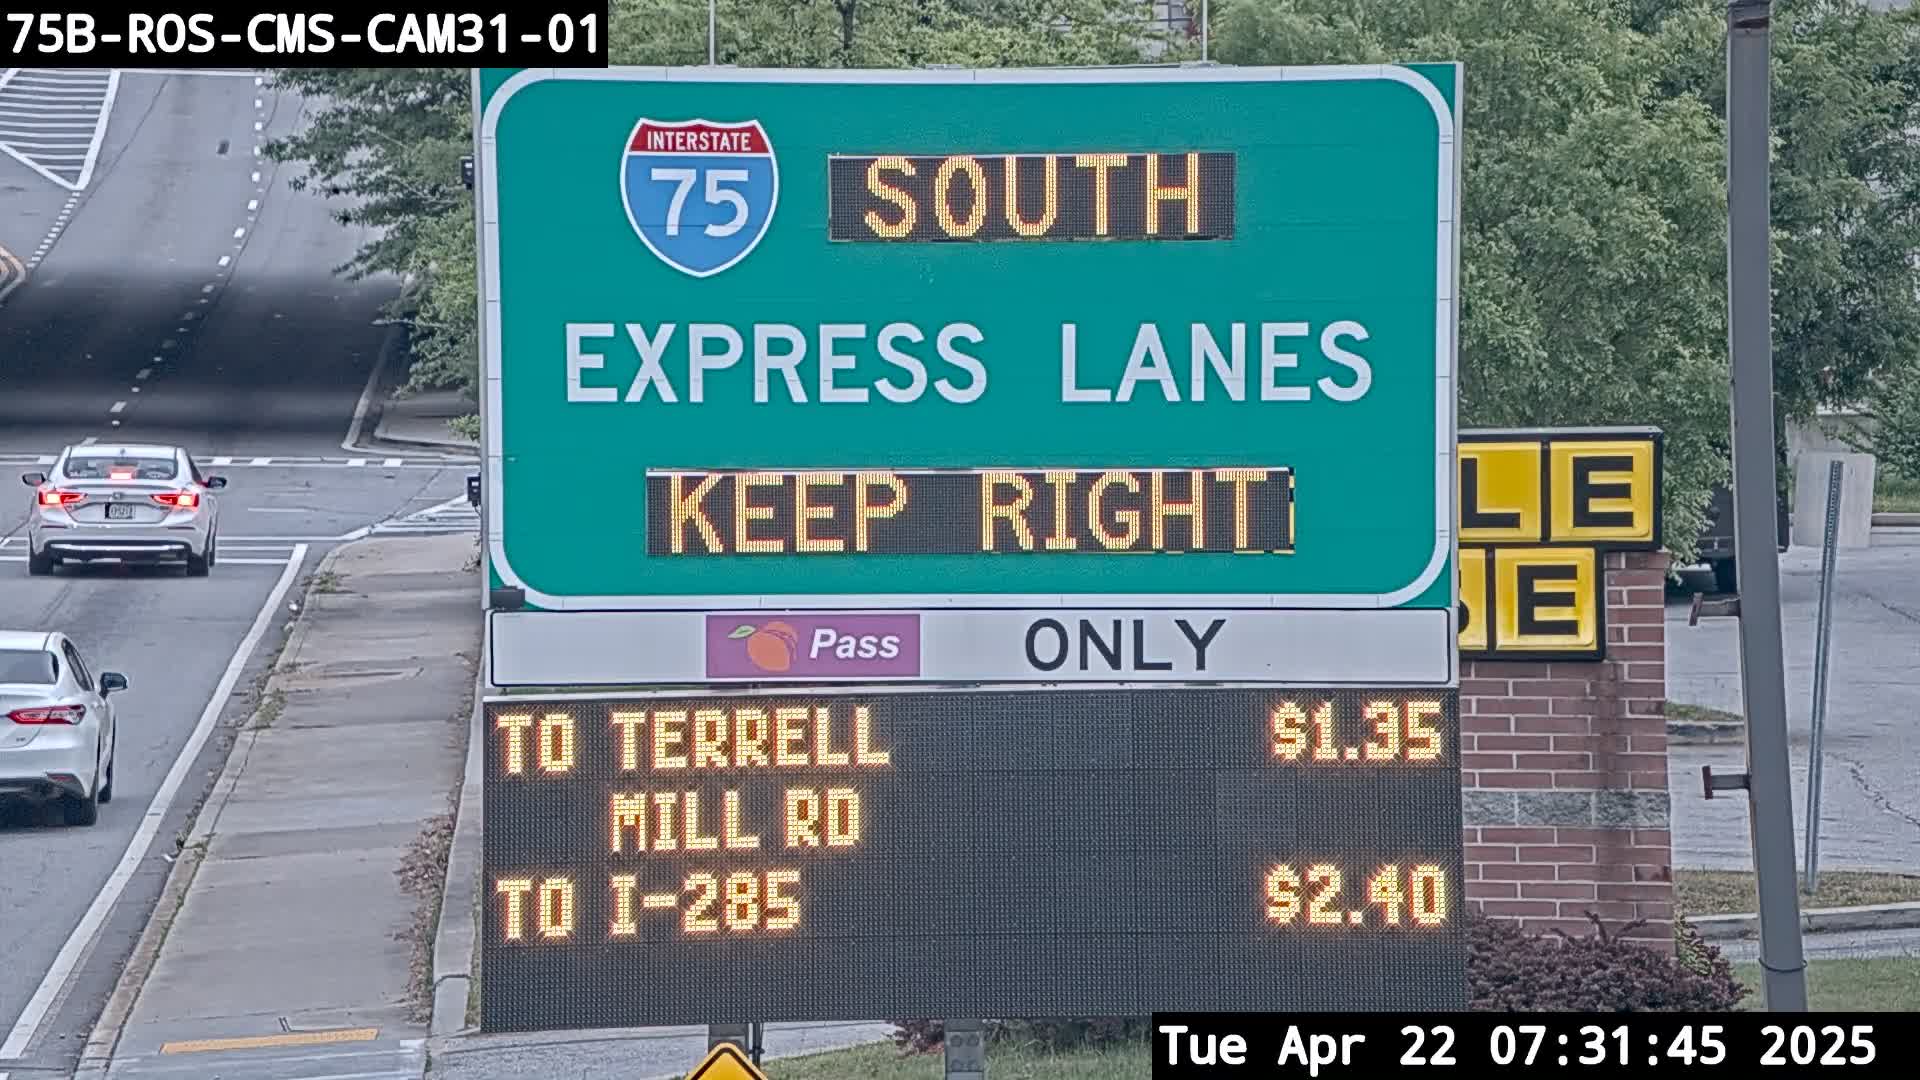 75B-ROS-CMS-CAM31-01
INTERSTATE
75
SOUTH
EXPRESS LANES
KEEP RIGHT
Pass ONLY
LE
E
TO TERRELL $1.35
MILL RD
TO I-285 $2.40
Tue Apr 22 07:31:45 2025